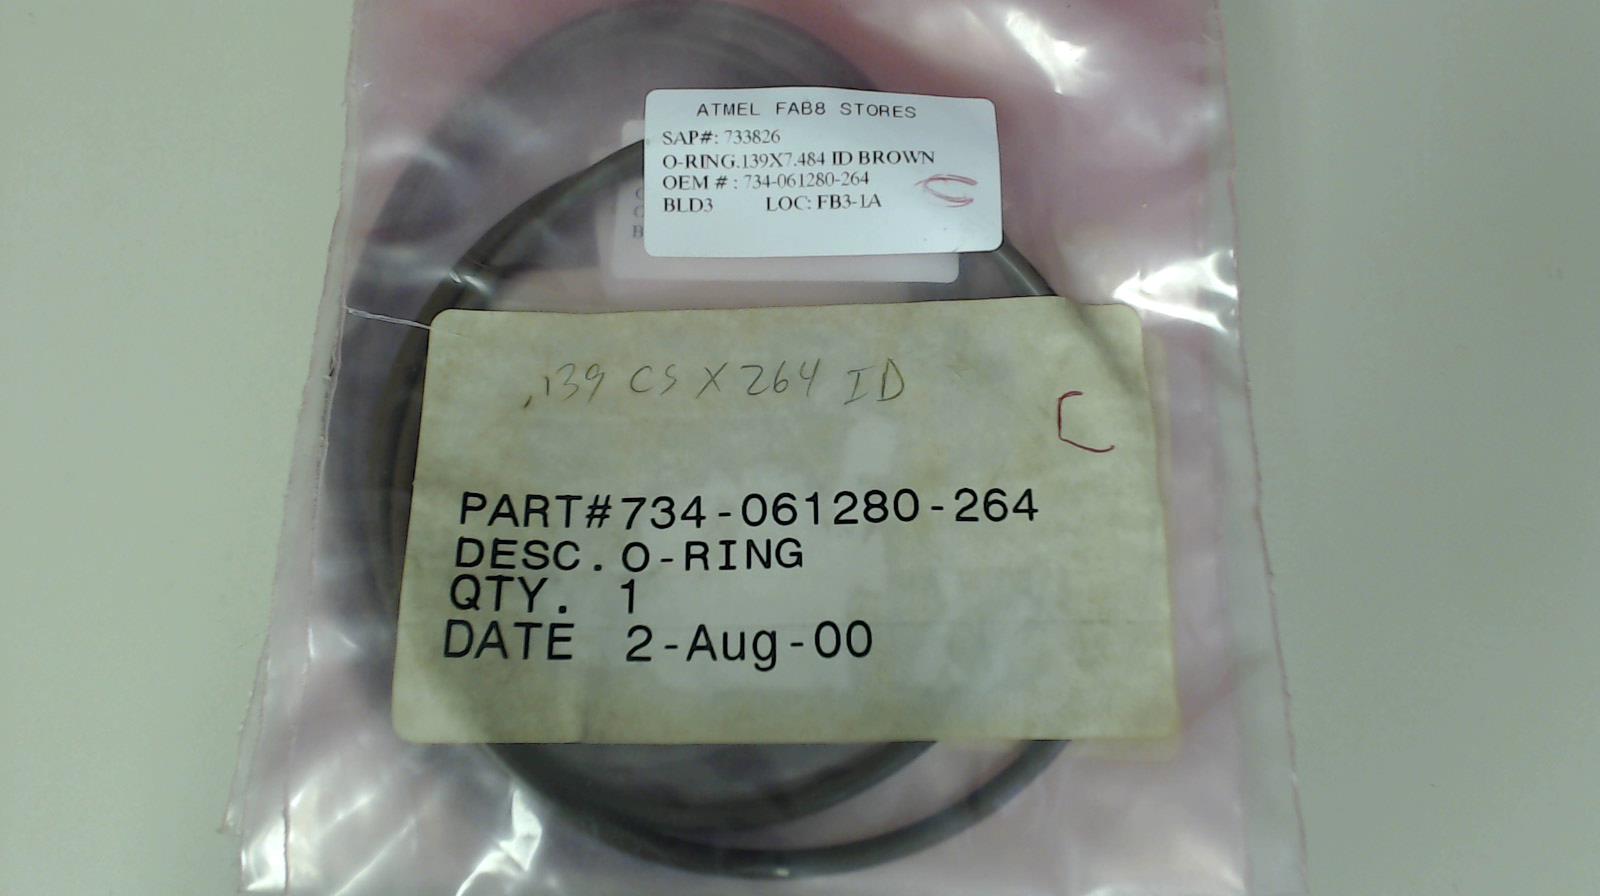 ATMEL FAB8 STORES
SAP#: 733826
O-RING.139X7.484 ID BROWN
OEM # : 734-061280-264
C
BLD3 LOC: FB3-1A
.139 CS X 264 ID
C
PART#734-061280-264
DESC. O-RING
QTY. 1
DATE 2-Aug-00